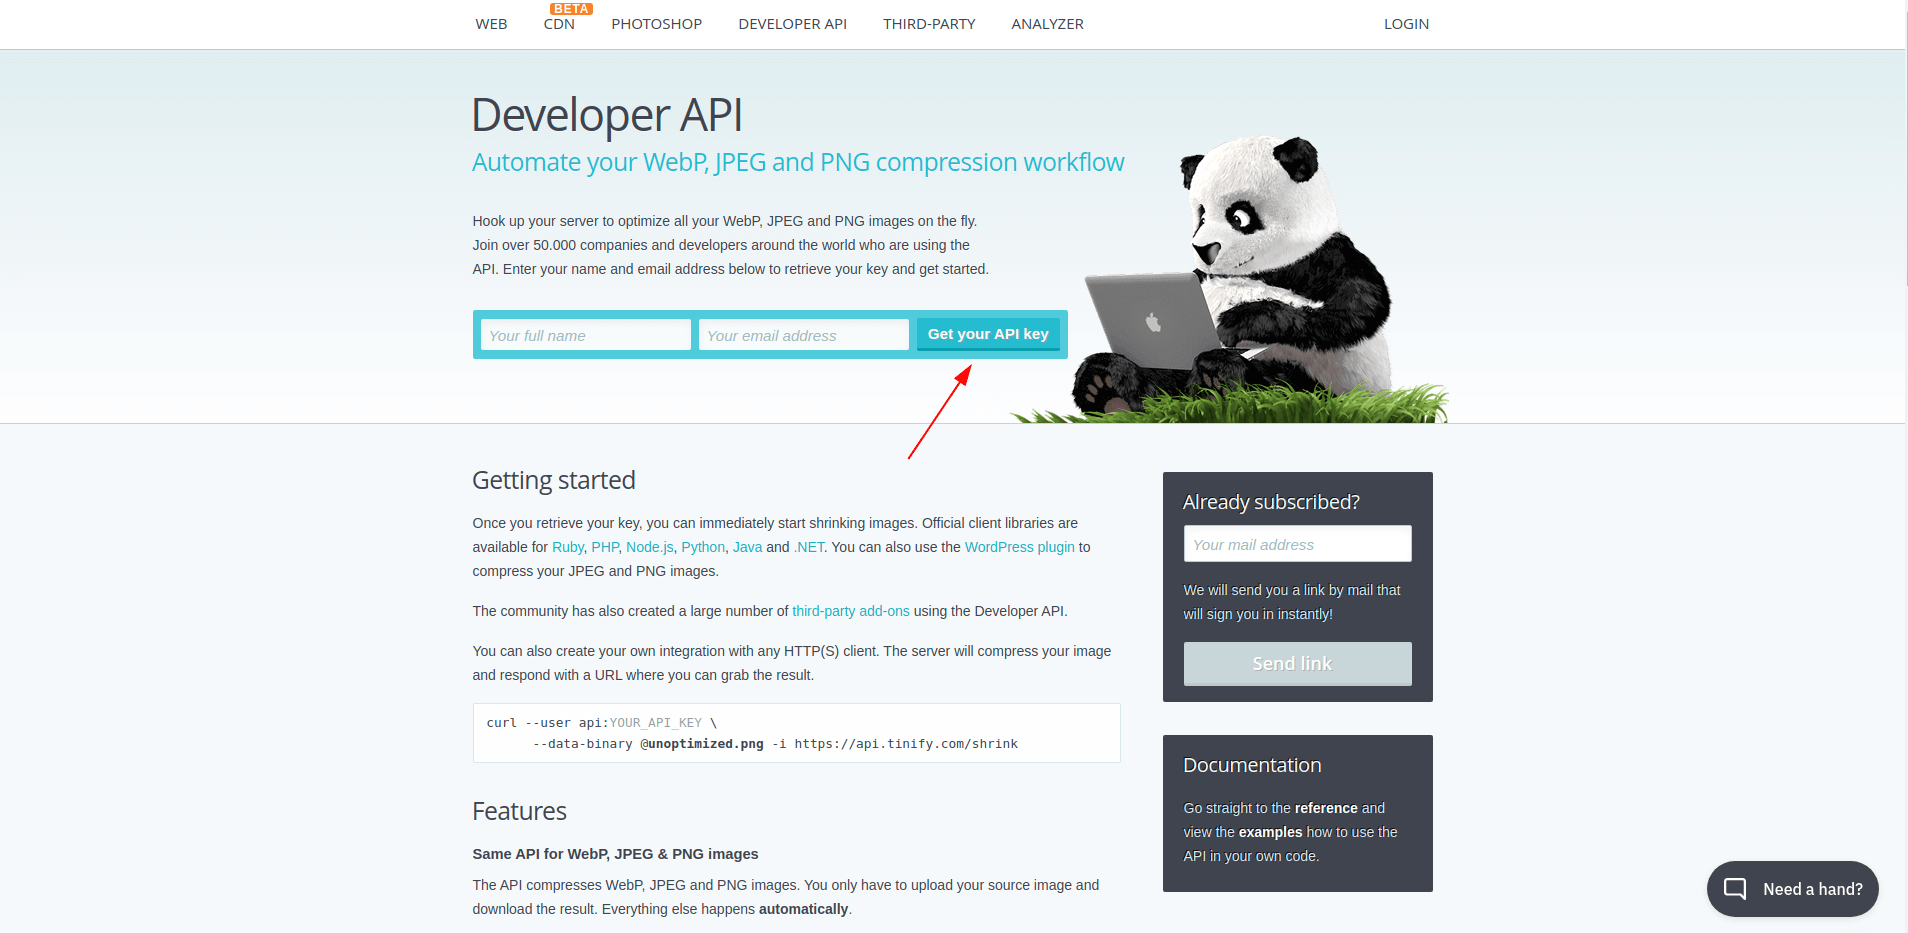 WEB
BETA
CDN
PHOTOSHOP
DEVELOPER API
THIRD-PARTY
ANALYZER
LOGIN
Developer API
Automate your WebP, JPEG and PNG compression workflow
Hook up your server to optimize all your WebP, JPEG and PNG images on the fly.
Join over 50.000 companies and developers around the world who are using the
API. Enter your name and email address below to retrieve your key and get started.
Your full name
Your email address
Get your API key
Getting started
Once you retrieve your key, you can immediately start shrinking images. Official client libraries are
available for Ruby, PHP, Node.js, Python, Java and .NET. You can also use the WordPress plugin to
compress your JPEG and PNG images.
The community has also created a large number of third-party add-ons using the Developer API.
You can also create your own integration with any HTTP(S) client. The server will compress your image
and respond with a URL where you can grab the result.
curl --user api:YOUR_API_KEY \
--data-binary @unoptimized.png -i https://api.tinify.com/shrink
Features
Same API for WebP, JPEG & PNG images
The API compresses WebP, JPEG and PNG images. You only have to upload your source image and
download the result. Everything else happens automatically.
Already subscribed?
Your mail address
We will send you a link by mail that
will sign you in instantly!
Send link
Documentation
Go straight to the reference and
view the examples how to use the
API in your own code.
Need a hand?